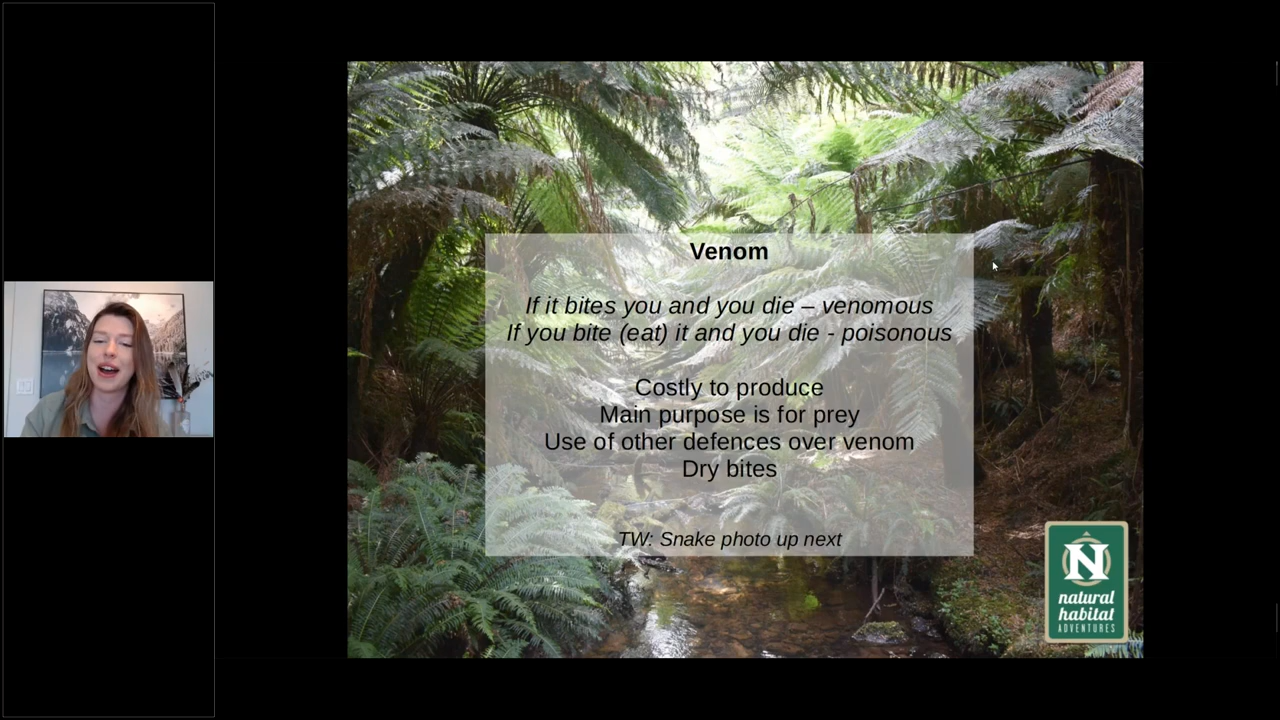 Venom
If it bites you and you die – venomous
If you bite (eat) it and you die - poisonous
Costly to produce
Main purpose is for prey
Use of other defences over venom
Dry bites
TW: Snake photo up next
N
natural
habitat
ADVENTURES